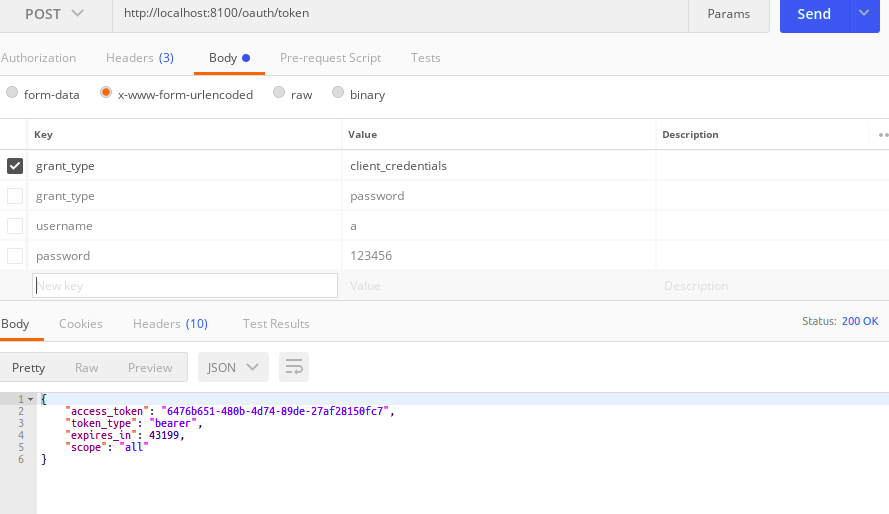 POST http://localhost:8100/oauth/token Params Send
Authorization Headers (3) Body Pre-request Script Tests
form-data x-www-form-urlencoded raw binary
Key Value Description
grant_type client_credentials
grant_type password
username a
password 123456
New key Value Description
Body Cookies Headers (10) Test Results Status: 200 OK
Pretty Raw Preview JSON
1 {
2 "access_token": "6476b651-480b-4d74-89de-27af28150fc7",
3 "token_type": "bearer",
4 "expires_in": 43199,
5 "scope": "all"
6 }